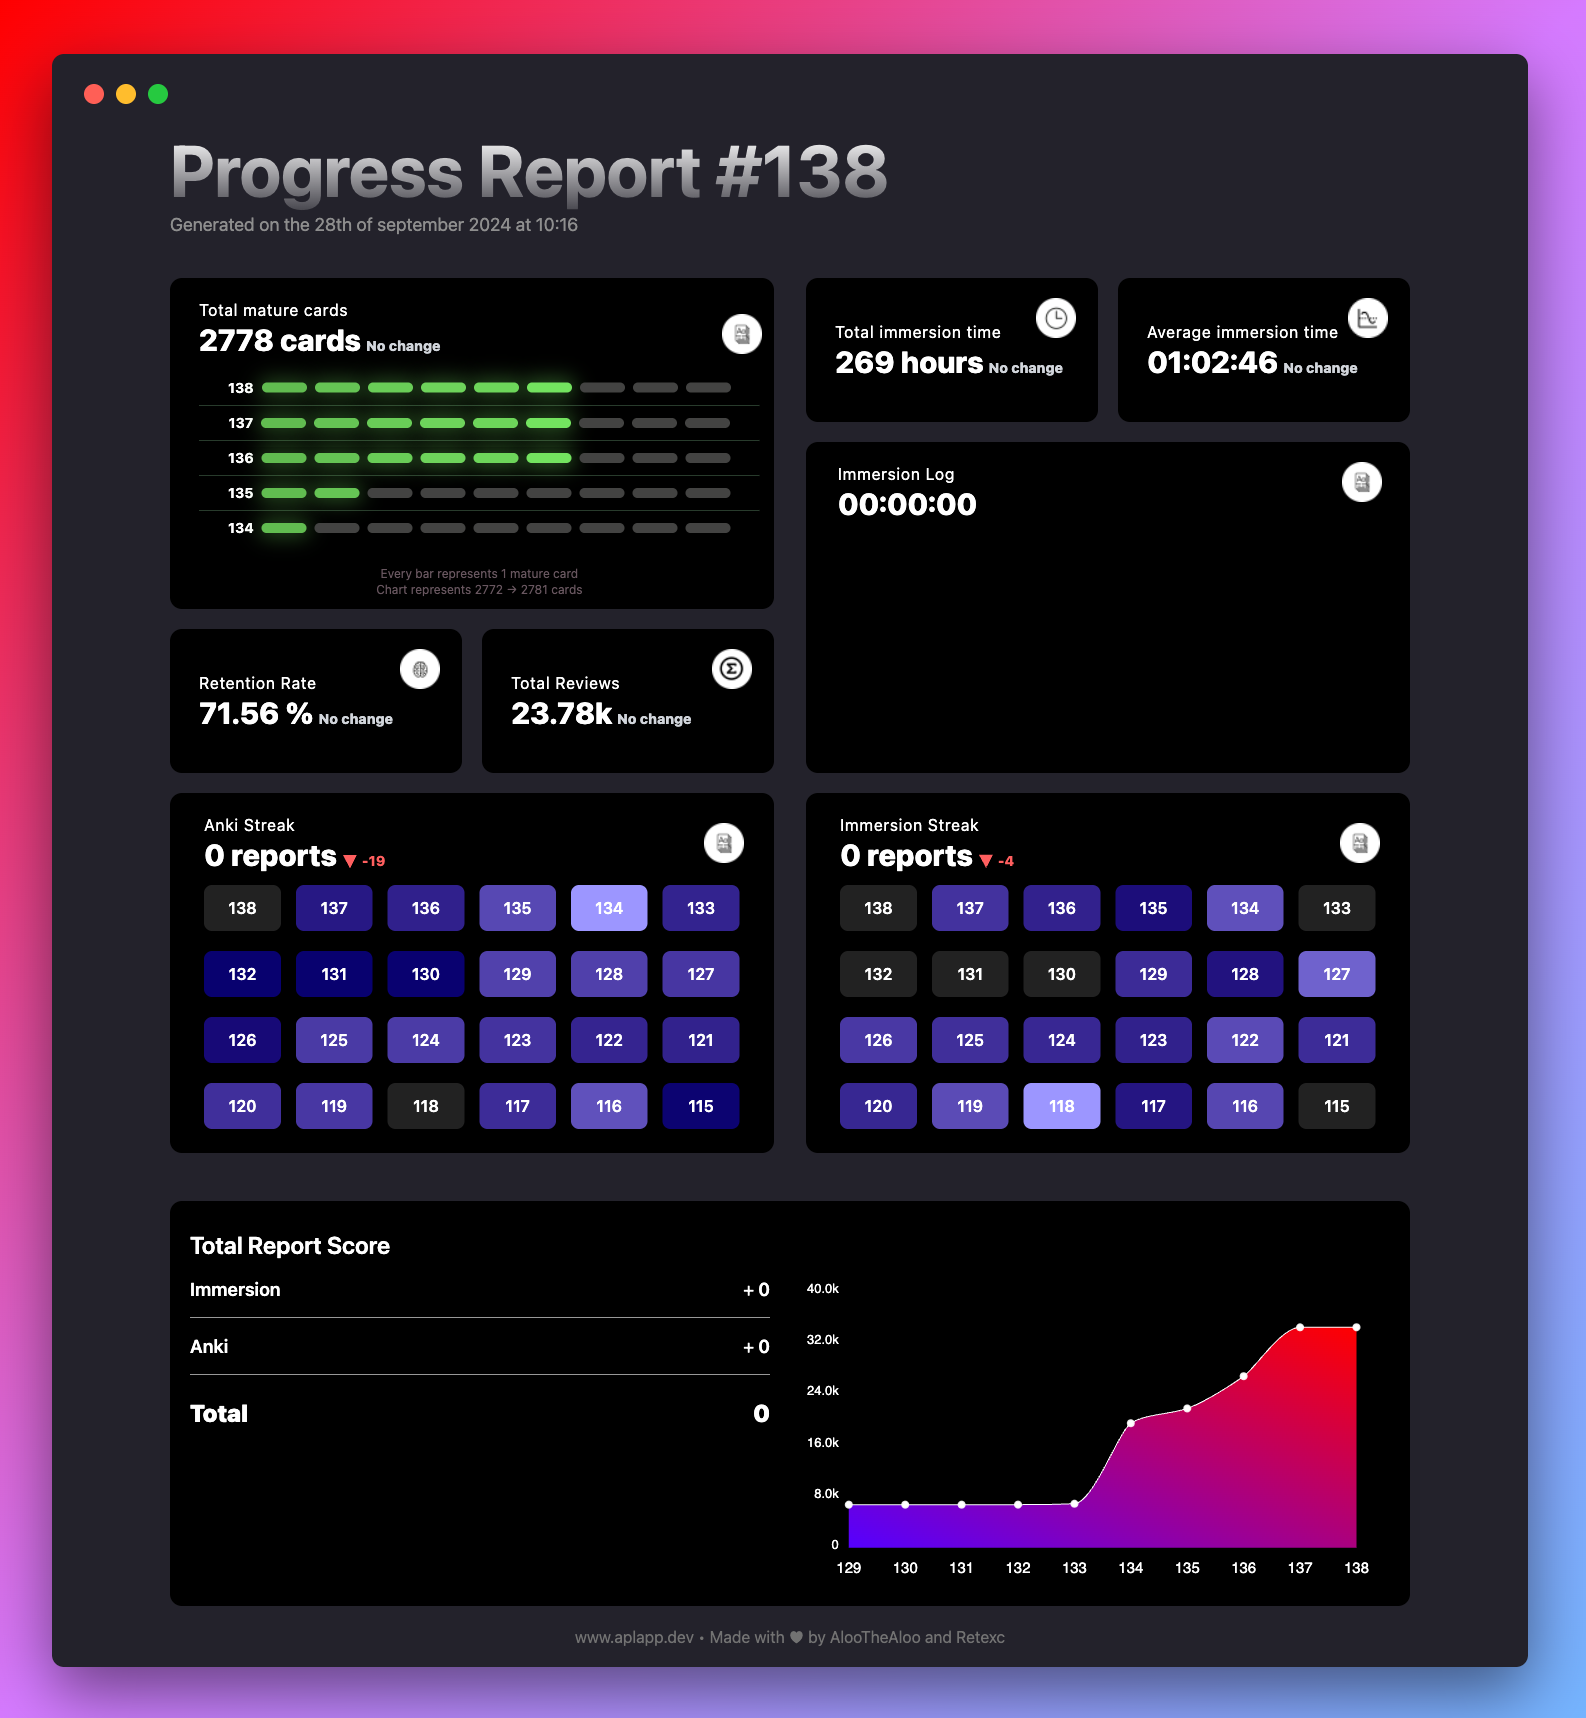 Progress Report #138
Generated on the 28th of september 2024 at 10:16
Total mature cards
2778 cards No change
138
137
136
135
134
Every bar represents 1 mature card
Chart represents 2772 → 2781 cards
Total immersion time
269 hours No change
Average immersion time
01:02:46 No change
Immersion Log
00:00:00
Retention Rate
71.56 % No change
Total Reviews
23.78k No change
Anki Streak
0 reports ▼ -19
138 137 136 135 134 133
132 131 130 129 128 127
126 125 124 123 122 121
120 119 118 117 116 115
Immersion Streak
0 reports ▼ -4
138 137 136 135 134 133
132 131 130 129 128 127
126 125 124 123 122 121
120 119 118 117 116 115
Total Report Score
Immersion + 0
Anki + 0
Total 0
40.0k
32.0k
24.0k
16.0k
8.0k
0
129 130 131 132 133 134 135 136 137 138
www.aplapp.dev • Made with ♥ by AlooTheAloo and Retexc